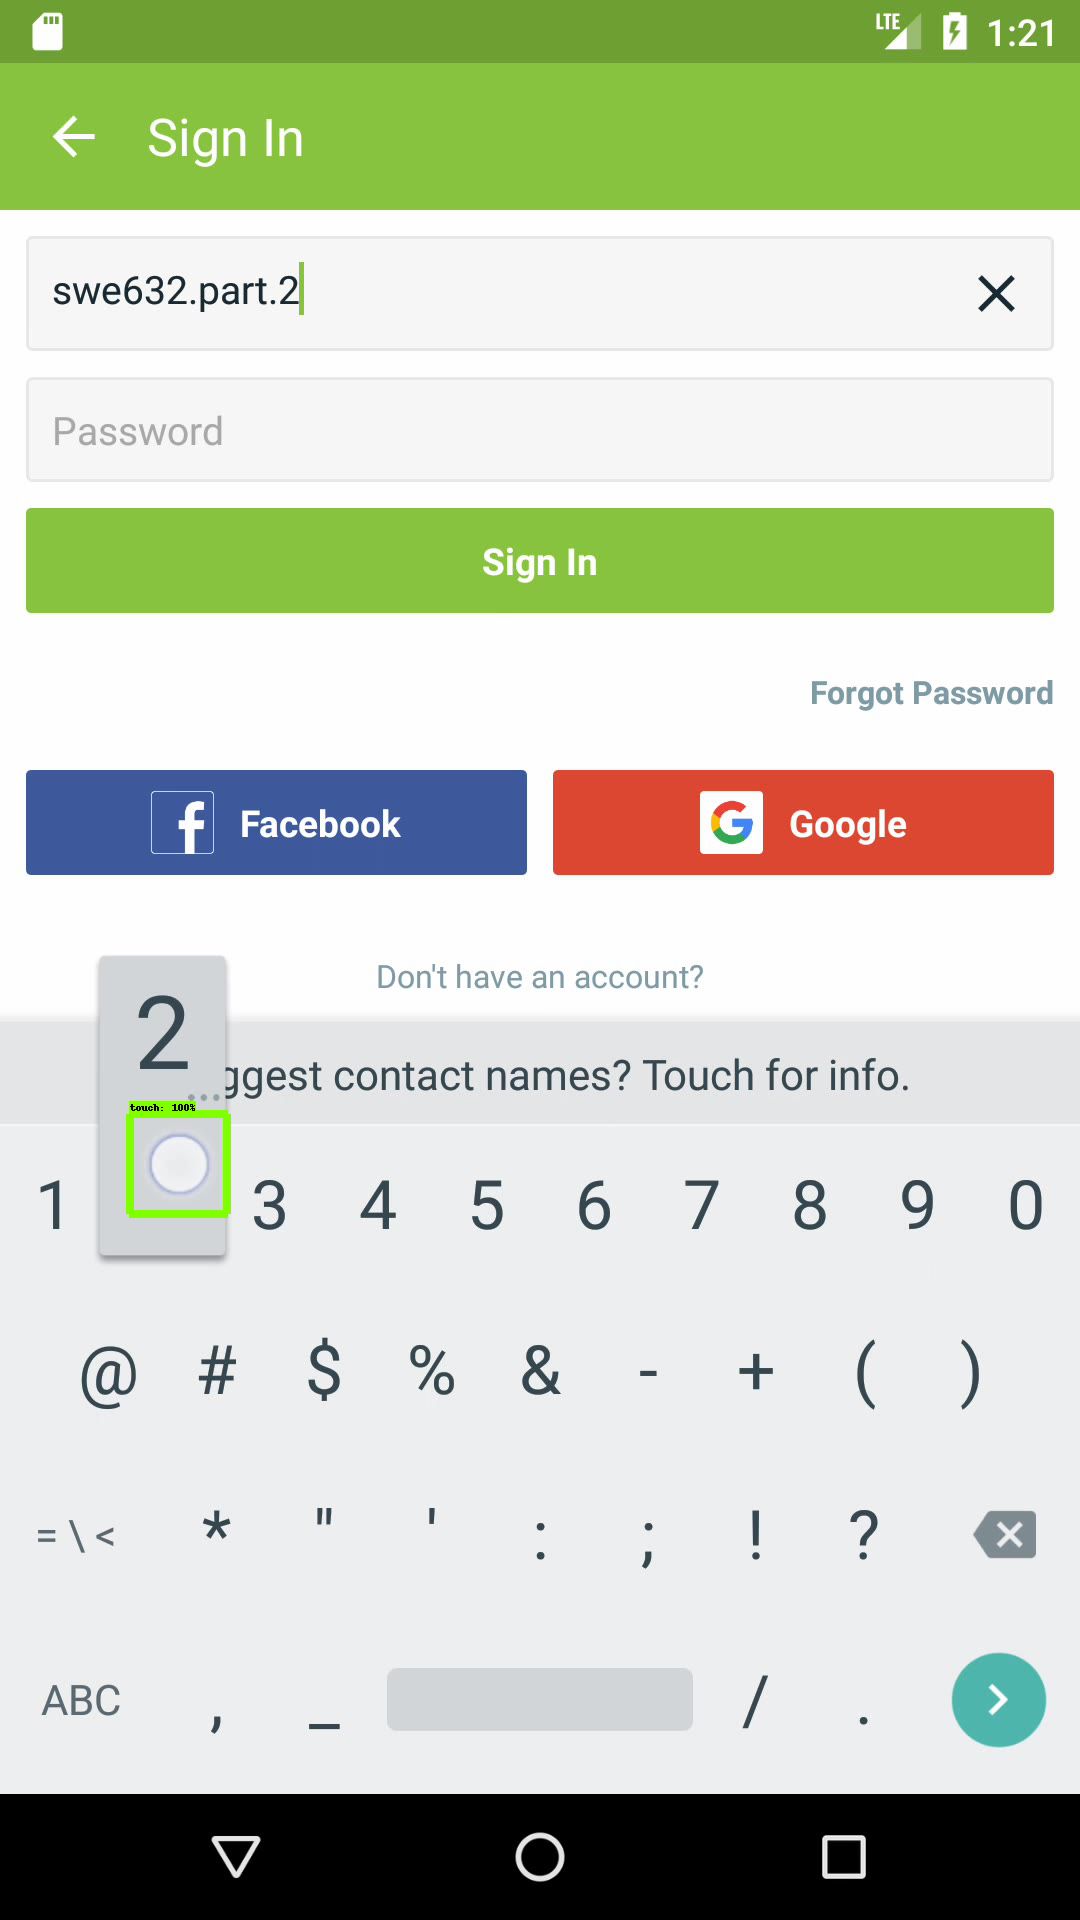 LTE 1:21
Sign In
swe632.part.2
Password
Sign In
Forgot Password
f Facebook
G Google
Don't have an account?
2
ggest contact names? Touch for info.
touch: 100%
1 3 4 5 6 7 8 9 0
@ # $ % & - + ( )
= \ < * " ' : ; ! ?
ABC , _ / .